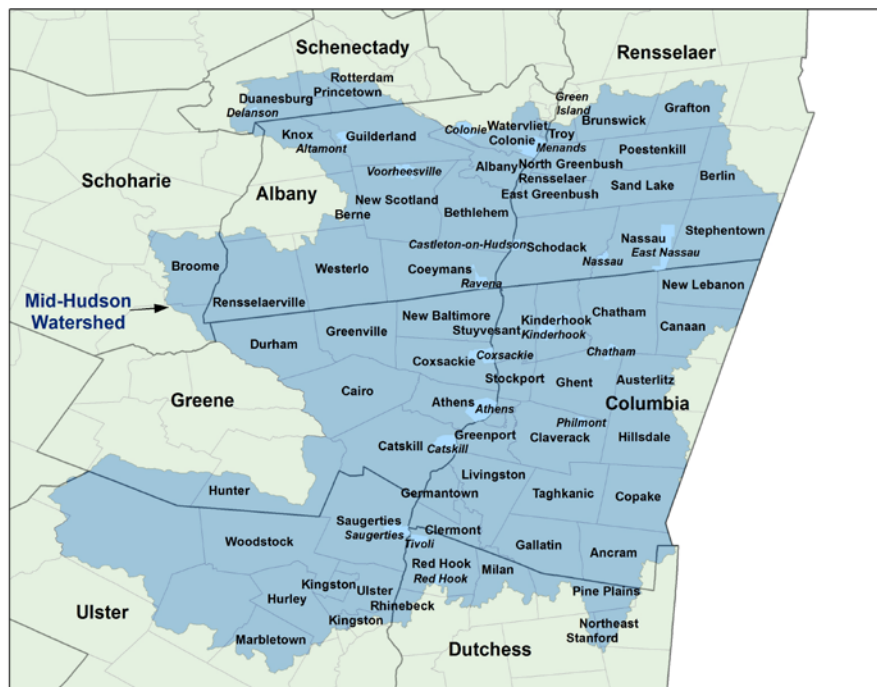 Schenectady
Rensselaer
Rotterdam
Princetown
Duanesburg
Delanson
Green
Island
Grafton
Brunswick
Knox
Altamont
Guilderland
Colonie
Watervliet
Colonie
Troy
Menands
Poestenkill
Schoharie
Albany
Voorheesville
Albany
North Greenbush
Rensselaer
East Greenbush
Sand Lake
Berlin
New Scotland
Berne
Bethlehem
Stephentown
Castleton-on-Hudson
Schodack
Nassau
East Nassau
Nassau
Broome
Westerlo
Coeymans
Ravena
Mid-Hudson
Watershed
Rensselaerville
New Lebanon
New Baltimore
Stuyvesant
Kinderhook
Kinderhook
Chatham
Canaan
Durham
Greenville
Coxsackie
Coxsackie
Chatham
Stockport
Ghent
Austerlitz
Greene
Cairo
Athens
Athens
Columbia
Philmont
Catskill
Catskill
Greenport
Claverack
Hillsdale
Livingston
Hunter
Germantown
Taghkanic
Copake
Woodstock
Saugerties
Saugerties
Tivoli
Clermont
Gallatin
Ancram
Red Hook
Red Hook
Milan
Kingston
Ulster
Hurley
Rhinebeck
Kingston
Pine Plains
Ulster
Marbletown
Northeast
Stanford
Dutchess